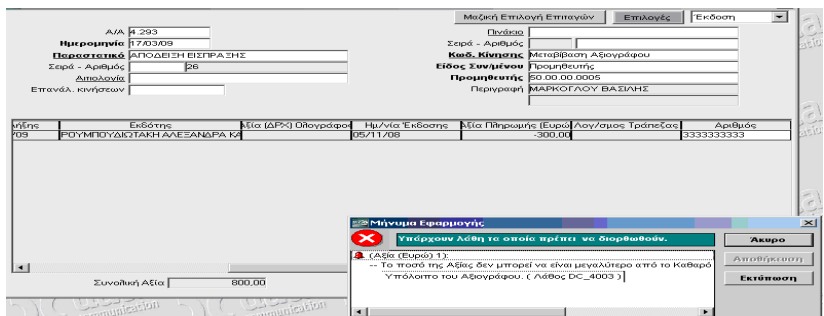 Μαζική Επιλογή Επιταγών Επιλογές Έκδοση
Α/Α 4.293 Πινάκιο
Ημερομηνία 17/03/09 Σειρά - Αριθμός
Παραστατικό ΑΠΟΔΕΙΞΗ ΕΙΣΠΡΑΞΗΣ Κωδ. Κίνησης Μεταβίβαση Αξιογράφου
Σειρά - Αριθμός 26 Είδος Συν/μένου Προμηθευτής
Αιτιολογία Προμηθευτής 50.00.00.0005
Επανάλ. κινήσεων Περιγραφή ΜΑΡΚΟΓΛΟΥ ΒΑΣΙΛΗΣ
λήξης Εκδότης Αξία (ΔΡΧ) Ολογράφος Ημ/νία Έκδοσης Αξία Πληρωμής (Ευρώ Λογ/σμος Τράπεζας Αριθμός
/09 ΡΟΥΜΠΟΥΔΙΩΤΑΚΗ ΑΛΕΞΑΝΔΡΑ ΚΑ 05/11/08 -300,00 3333333333
Μήνυμα Εφαρμογής
Υπάρχουν Λάθη τα οποία πρέπει να διορθωθούν. Άκυρο
(Αξία (Ευρώ) 1): Αποθήκευση
-- Το ποσό της Αξίας δεν μπορεί να είναι μεγαλύτερο από το Καθαρό
Υπόλοιπο του Αξιογράφου. ( Λάθος DC_4003 ) Εκτύπωση
Συνολική Αξία 800,00